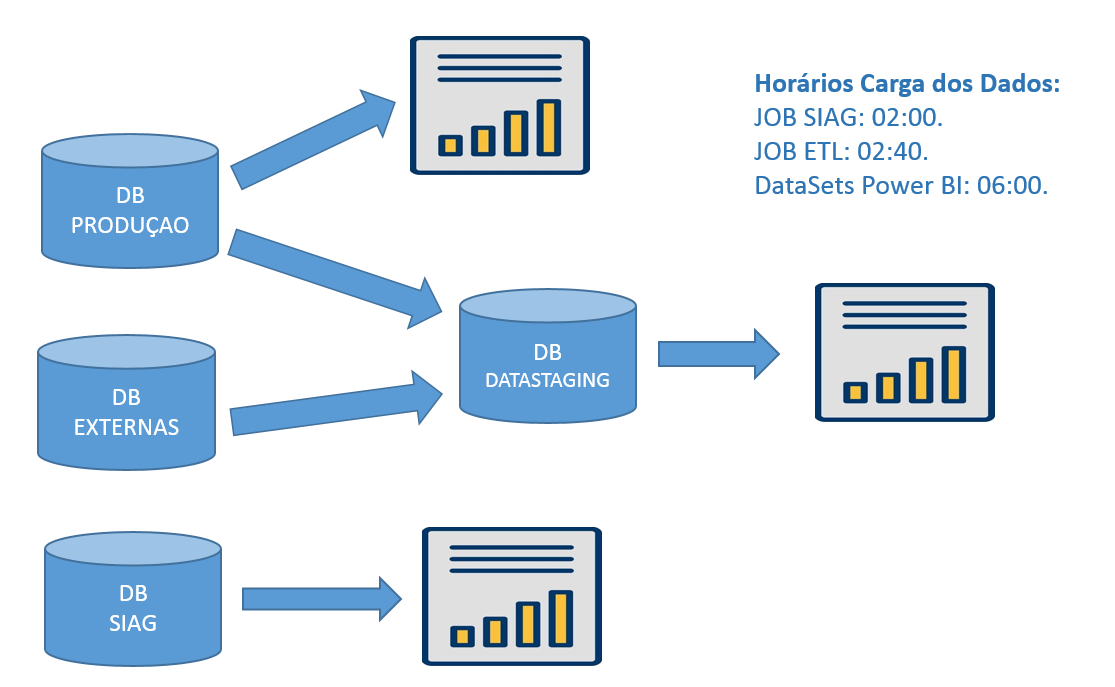 Horários Carga dos Dados:
JOB SIAG: 02:00.
JOB ETL: 02:40.
DataSets Power BI: 06:00.
DB
PRODUÇAO
DB
DATASTAGING
DB
EXTERNAS
DB
SIAG